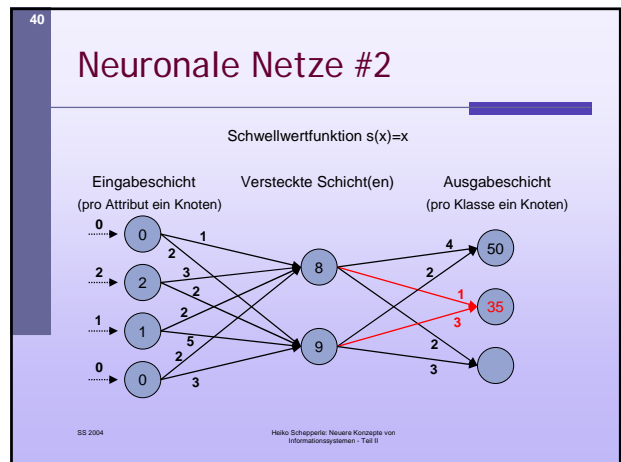 40
Neuronale Netze #2
Schwellwertfunktion s(x)=x
Eingabeschicht
(pro Attribut ein Knoten)
Versteckte Schicht(en)
Ausgabeschicht
(pro Klasse ein Knoten)
0
0
1
2
2
2
3
2
1
1
2
5
0
0
2
3
8
9
4
2
1
3
2
3
50
35
SS 2004
Heiko Schepperle: Neuere Konzepte von
Informationssystemen - Teil II